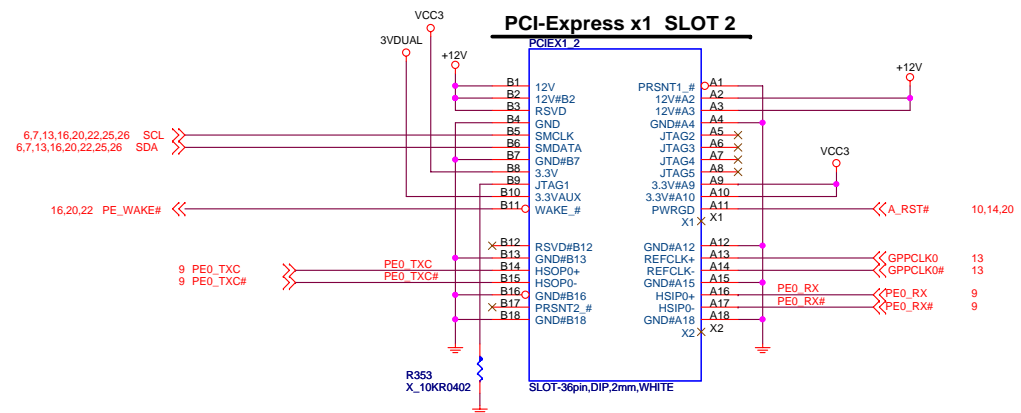 PCI-Express x1 SLOT 2
PCIEX1_2
VCC3
3VDUAL
+12V
+12V
VCC3
B1 12V PRSNT1_# A1
B2 12V#B2 12V#A2 A2
B3 RSVD 12V#A3 A3
B4 GND GND#A4 A4
6,7,13,16,20,22,25,26 SCL B5 SMCLK JTAG2 A5
6,7,13,16,20,22,25,26 SDA B6 SMDATA JTAG3 A6
B7 GND#B7 JTAG4 A7
B8 3.3V JTAG5 A8
B9 JTAG1 3.3V#A9 A9
B10 3.3VAUX 3.3V#A10 A10
16,20,22 PE_WAKE# B11 WAKE_# PWRGD A11 A_RST# 10,14,20
X1 X1
B12 RSVD#B12 GND#A12 A12
B13 GND#B13 REFCLK+ A13 GPPCLK0 13
9 PE0_TXC PE0_TXC B14 HSOP0+ REFCLK- A14 GPPCLK0# 13
9 PE0_TXC# PE0_TXC# B15 HSOP0- GND#A15 A15
B16 GND#B16 HSIP0+ A16 PE0_RX PE0_RX 9
B17 PRSNT2_# HSIP0- A17 PE0_RX# PE0_RX# 9
B18 GND#B18 GND#A18 A18
X2 X2
R353
X_10KR0402
SLOT-36pin,DIP,2mm,WHITE